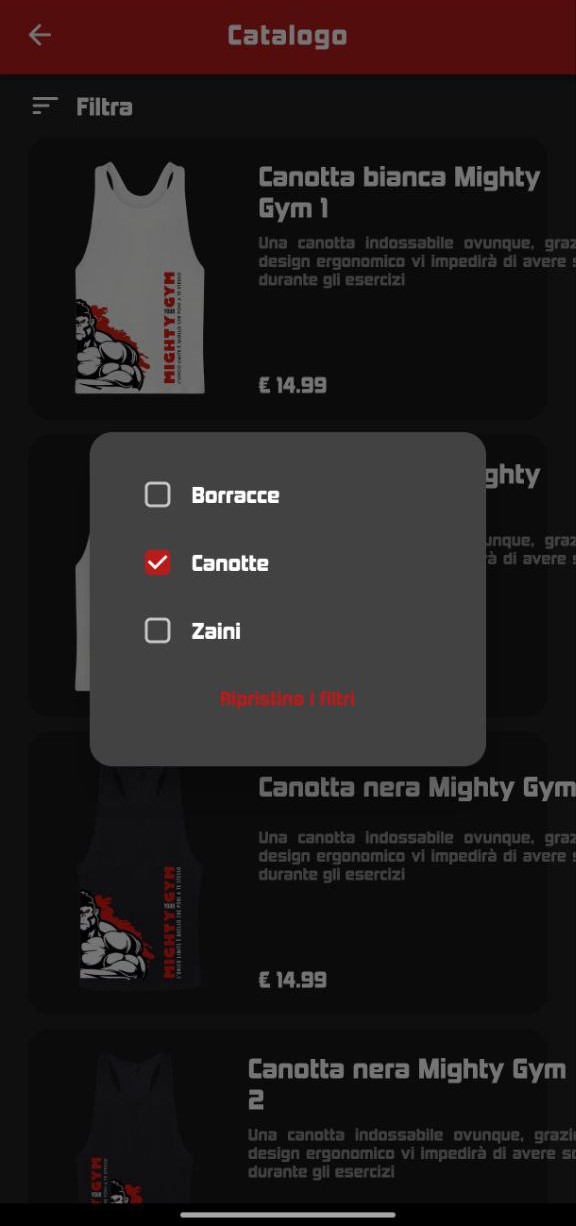 Catalogo
Filtra
Canotta bianca Mighty
Gym 1
Una canotta indossabile ovunque, graz
design ergonomico vi impedirà di avere s
durante gli esercizi
€ 14.99
MIGHTY THE GYM
ghty
unque, graz
à di avere s
Borracce
Canotte
Zaini
Ripristina i filtri
Canotta nera Mighty Gym
Una canotta indossabile ovunque, graz
design ergonomico vi impedirà di avere s
durante gli esercizi
€ 14.99
MIGHTY THE GYM
Canotta nera Mighty Gym
2
Una canotta indossabile ovunque, grazi
design ergonomico vi impedirà di avere so
durante gli esercizi
GYM